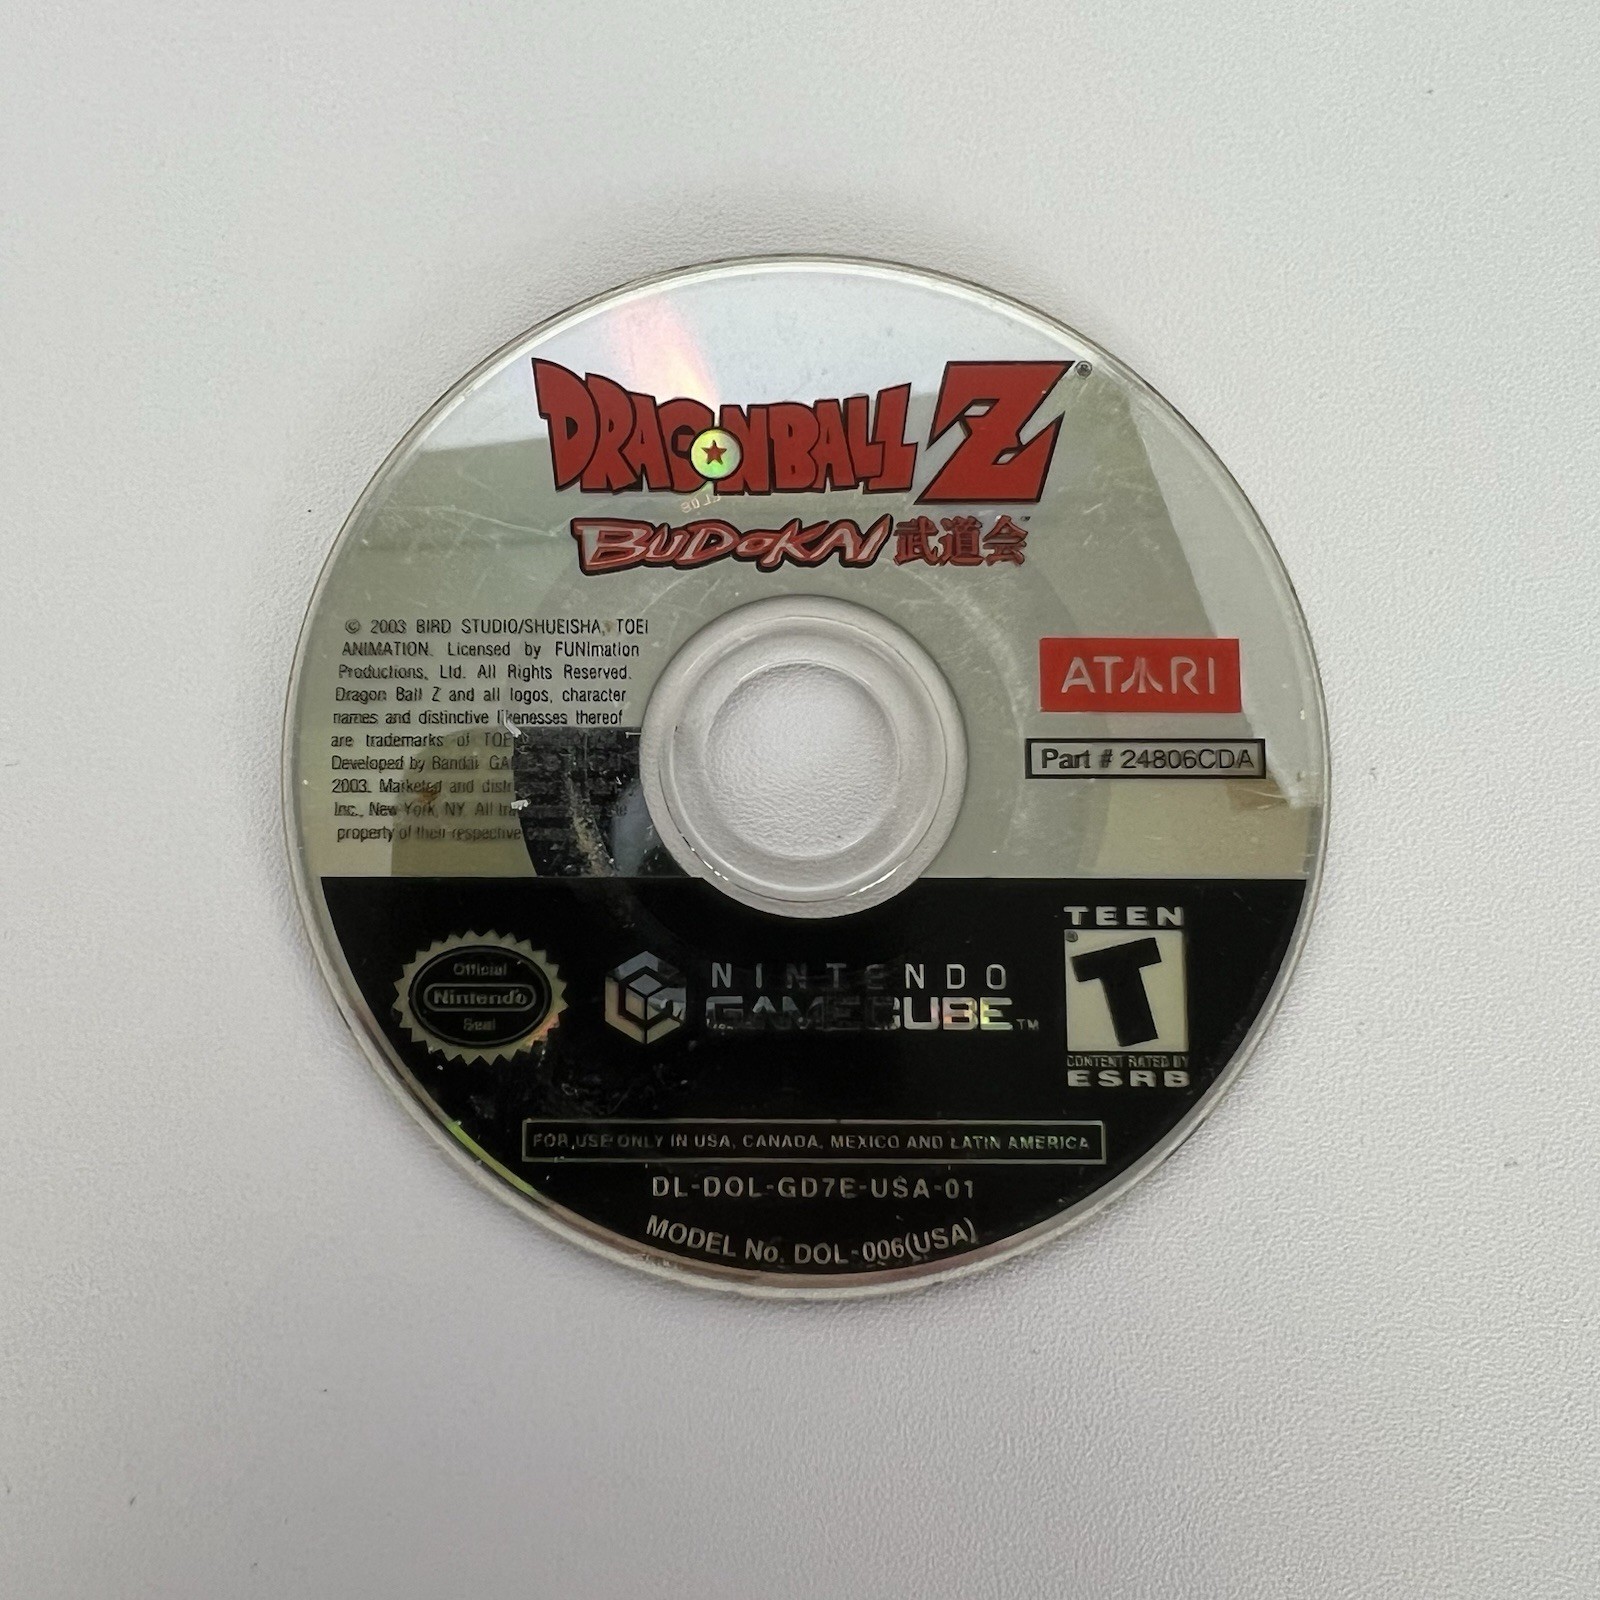 DRAGONBALL Z®
BUDOKAI 武道会™
© 2003 BIRD STUDIO/SHUEISHA, TOEI
ANIMATION. Licensed by FUNimation
Productions, Ltd. All Rights Reserved.
Dragon Ball Z and all logos, character
names and distinctive likenesses thereof
are trademarks of TOEI
Developed by Bandai
2003. Marketed and
Inc., New York, NY. All
property of their respective
ATARI
Part # 24806CDA
Official
Nintendo
Seal
NINTENDO
GAMECUBE™
TEEN
T
CONTENT RATED BY
ESRB
FOR USE ONLY IN USA, CANADA, MEXICO AND LATIN AMERICA
DL-DOL-GD7E-USA-01
MODEL No. DOL-006(USA)